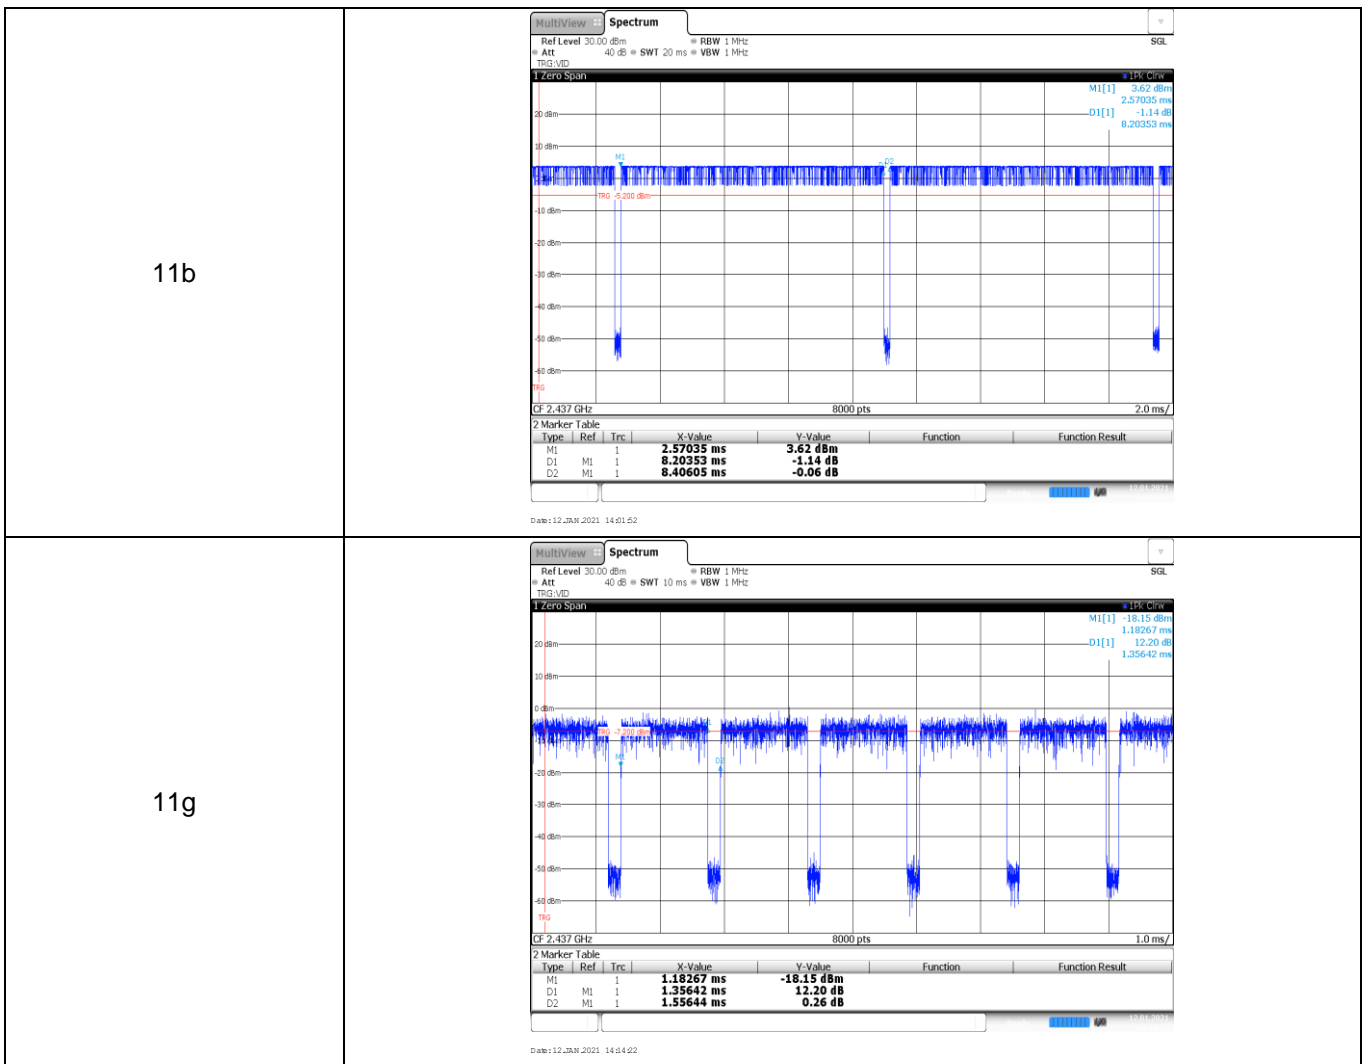 11b
MultiView Spectrum
Ref Level 30.00 dBm RBW 1 MHz SGL
Att 40 dB SWT 20 ms VBW 1 MHz
TRG:VID
1 Zero Span 1Pk Clrw
M1[1] 3.62 dBm
2.57035 ms
20 dBm D1[1] -1.14 dB
8.20353 ms
10 dBm
M1
D2
TRG -5.200 dBm
-10 dBm
-20 dBm
-30 dBm
-40 dBm
-50 dBm
-60 dBm
TRG
CF 2.437 GHz 8000 pts 2.0 ms/
2 Marker Table
Type Ref Trc X-Value Y-Value Function Function Result
M1 1 2.57035 ms 3.62 dBm
D1 M1 1 8.20353 ms -1.14 dB
D2 M1 1 8.40605 ms -0.06 dB
12.01.2021
Date: 12.JAN.2021 14:01:52
11g
MultiView Spectrum
Ref Level 30.00 dBm RBW 1 MHz SGL
Att 40 dB SWT 10 ms VBW 1 MHz
TRG:VID
1 Zero Span 1Pk Clrw
M1[1] -18.15 dBm
1.18267 ms
20 dBm D1[1] 12.20 dB
1.35642 ms
10 dBm
0 dBm
TRG -7.200 dBm
M1
D2
-20 dBm
-30 dBm
-40 dBm
-50 dBm
-60 dBm
TRG
CF 2.437 GHz 8000 pts 1.0 ms/
2 Marker Table
Type Ref Trc X-Value Y-Value Function Function Result
M1 1 1.18267 ms -18.15 dBm
D1 M1 1 1.35642 ms 12.20 dB
D2 M1 1 1.55644 ms 0.26 dB
12.01.2021
Date: 12.JAN.2021 14:14:22